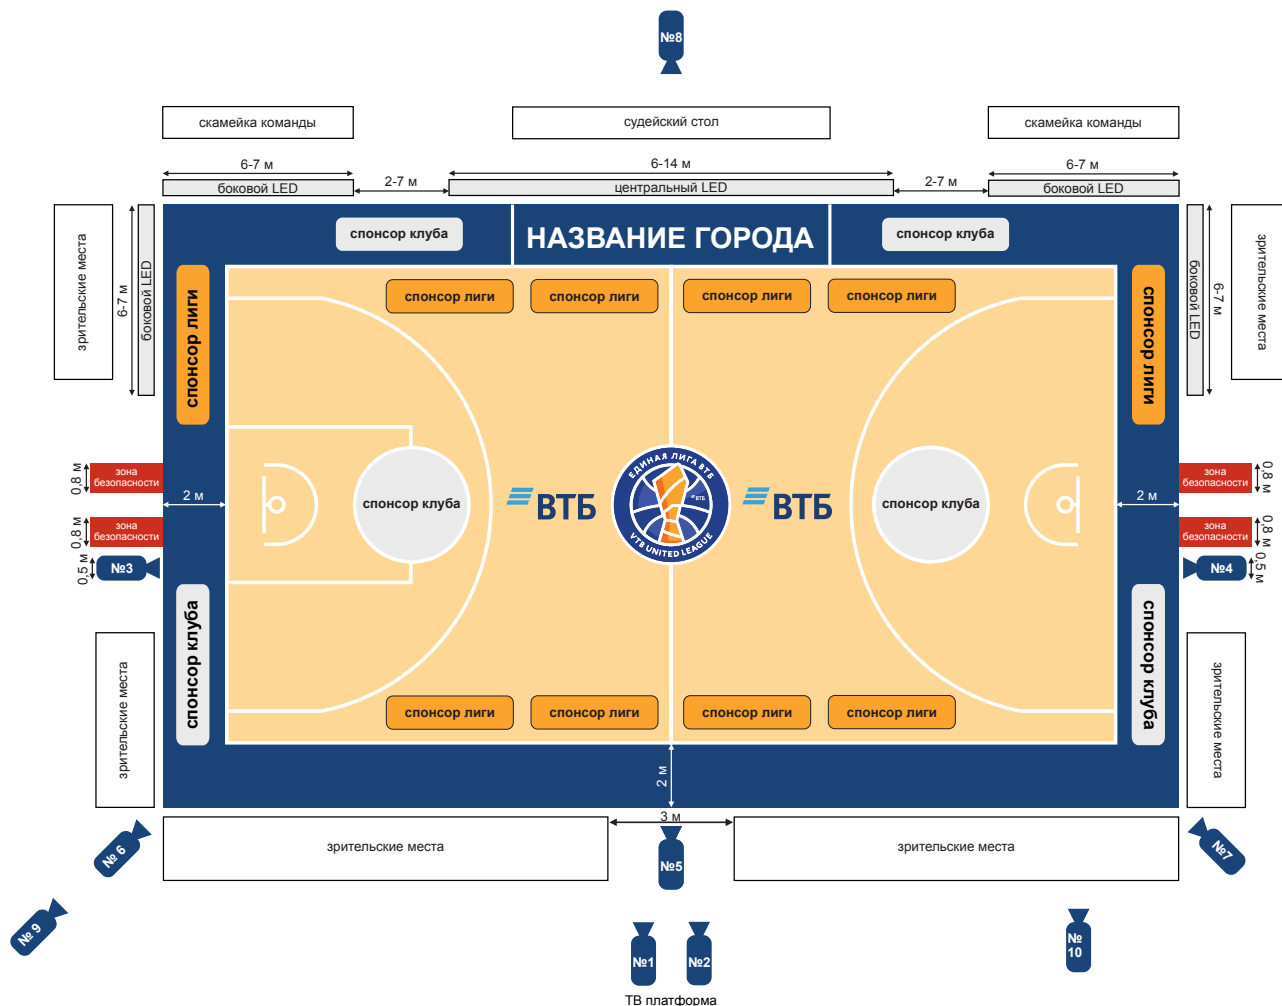 №8
скамейка команды
судейский стол
скамейка команды
6-7 м
6-14 м
6-7 м
боковой LED
2-7 м
центральный LED
2-7 м
боковой LED
зрительские места
6-7 м
боковой LED
спонсор клуба
НАЗВАНИЕ ГОРОДА
спонсор клуба
боковой LED
6-7 м
зрительские места
спонсор лиги
спонсор лиги
спонсор лиги
спонсор лиги
спонсор лиги
спонсор лиги
0,8 м
зона
безопасности
2 м
0,8 м
зона
безопасности
0,5 м
№3
спонсор клуба
ВТБ
ЕДИНАЯ ЛИГА ВТБ
ВТБ
VTB UNITED LEAGUE
ВТБ
спонсор клуба
зона
безопасности
0,8 м
2 м
зона
безопасности
0,8 м
№4
0,5 м
зрительские места
спонсор клуба
спонсор клуба
зрительские места
спонсор лиги
спонсор лиги
спонсор лиги
спонсор лиги
2 м
3 м
зрительские места
зрительские места
№ 6
№5
№7
№ 9
№1
№2
№
10
ТВ платформа